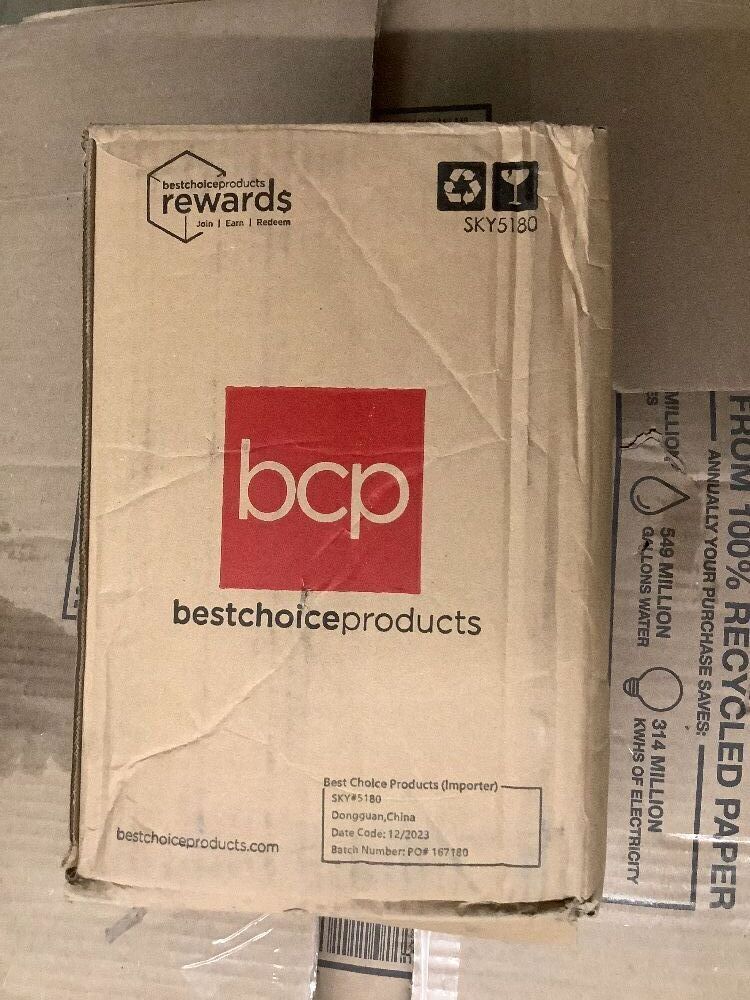 bestchoiceproducts
rewards
Join | Earn | Redeem
SKY5180
bcp
bestchoiceproducts
Best Choice Products (Importer)
SKY#5180
Dongguan,China
Date Code: 12/2023
Batch Number: PO# 167180
bestchoiceproducts.com
FROM 100% RECYCLED PAPER
ANNUALLY YOUR PURCHASE SAVES:
MILLION
549 MILLION
GALLONS WATER
314 MILLION
KWHS OF ELECTRICITY